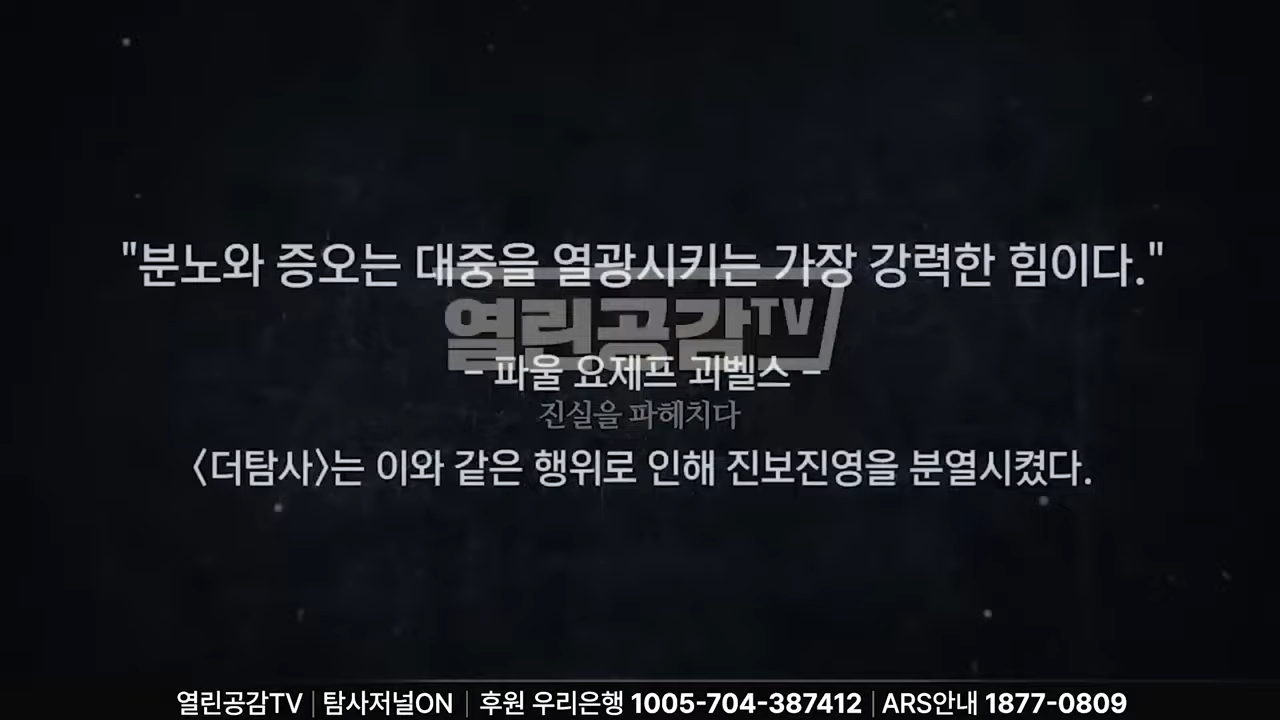 "분노와 증오는 대중을 열광시키는 가장 강력한 힘이다."
열린공감TV
- 파울 요제프 괴벨스 -
진실을 파헤치다
〈더탐사〉는 이와 같은 행위로 인해 진보진영을 분열시켰다.
열린공감TV | 탐사저널ON | 후원 우리은행 1005-704-387412 | ARS안내 1877-0809